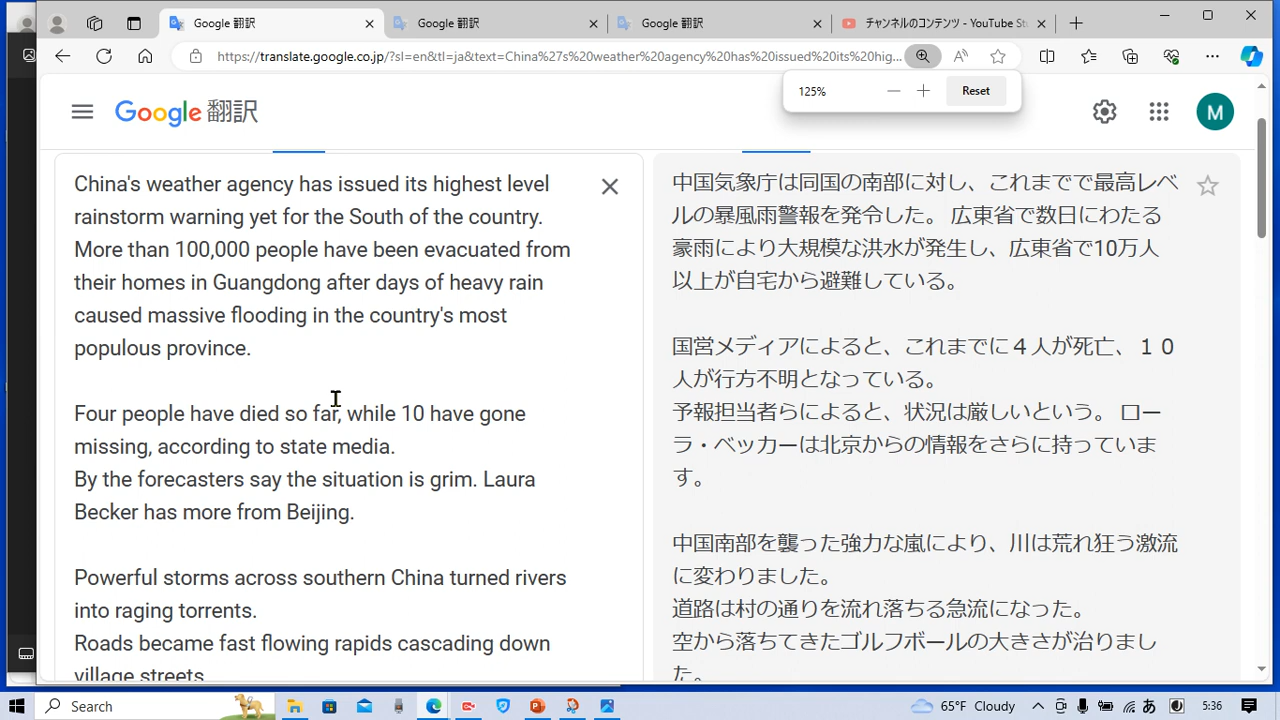 Google 翻訳
Google 翻訳
Google 翻訳
チャンネルのコンテンツ - YouTube St
https://translate.google.co.jp/?sl=en&tl=ja&text=China%27s%20weather%20agency%20has%20issued%20its%20hig...
125%
Reset
Google 翻訳
M
China's weather agency has issued its highest level
rainstorm warning yet for the South of the country.
More than 100,000 people have been evacuated from
their homes in Guangdong after days of heavy rain
caused massive flooding in the country's most
populous province.
Four people have died so far, while 10 have gone
missing, according to state media.
By the forecasters say the situation is grim. Laura
Becker has more from Beijing.
Powerful storms across southern China turned rivers
into raging torrents.
Roads became fast flowing rapids cascading down
village streets.
中国気象庁は同国の南部に対し、これまでで最高レベ
ルの暴風雨警報を発令した。 広東省で数日にわたる
豪雨により大規模な洪水が発生し、広東省で10万人
以上が自宅から避難している。
国営メディアによると、これまでに４人が死亡、１０
人が行方不明となっている。
予報担当者らによると、状況は厳しいという。 ロー
ラ・ベッカーは北京からの情報をさらに持っていま
す。
中国南部を襲った強力な嵐により、川は荒れ狂う激流
に変わりました。
道路は村の通りを流れ落ちる急流になった。
空から落ちてきたゴルフボールの大きさが治りまし
た。
Search
65°F Cloudy
あ
5:36